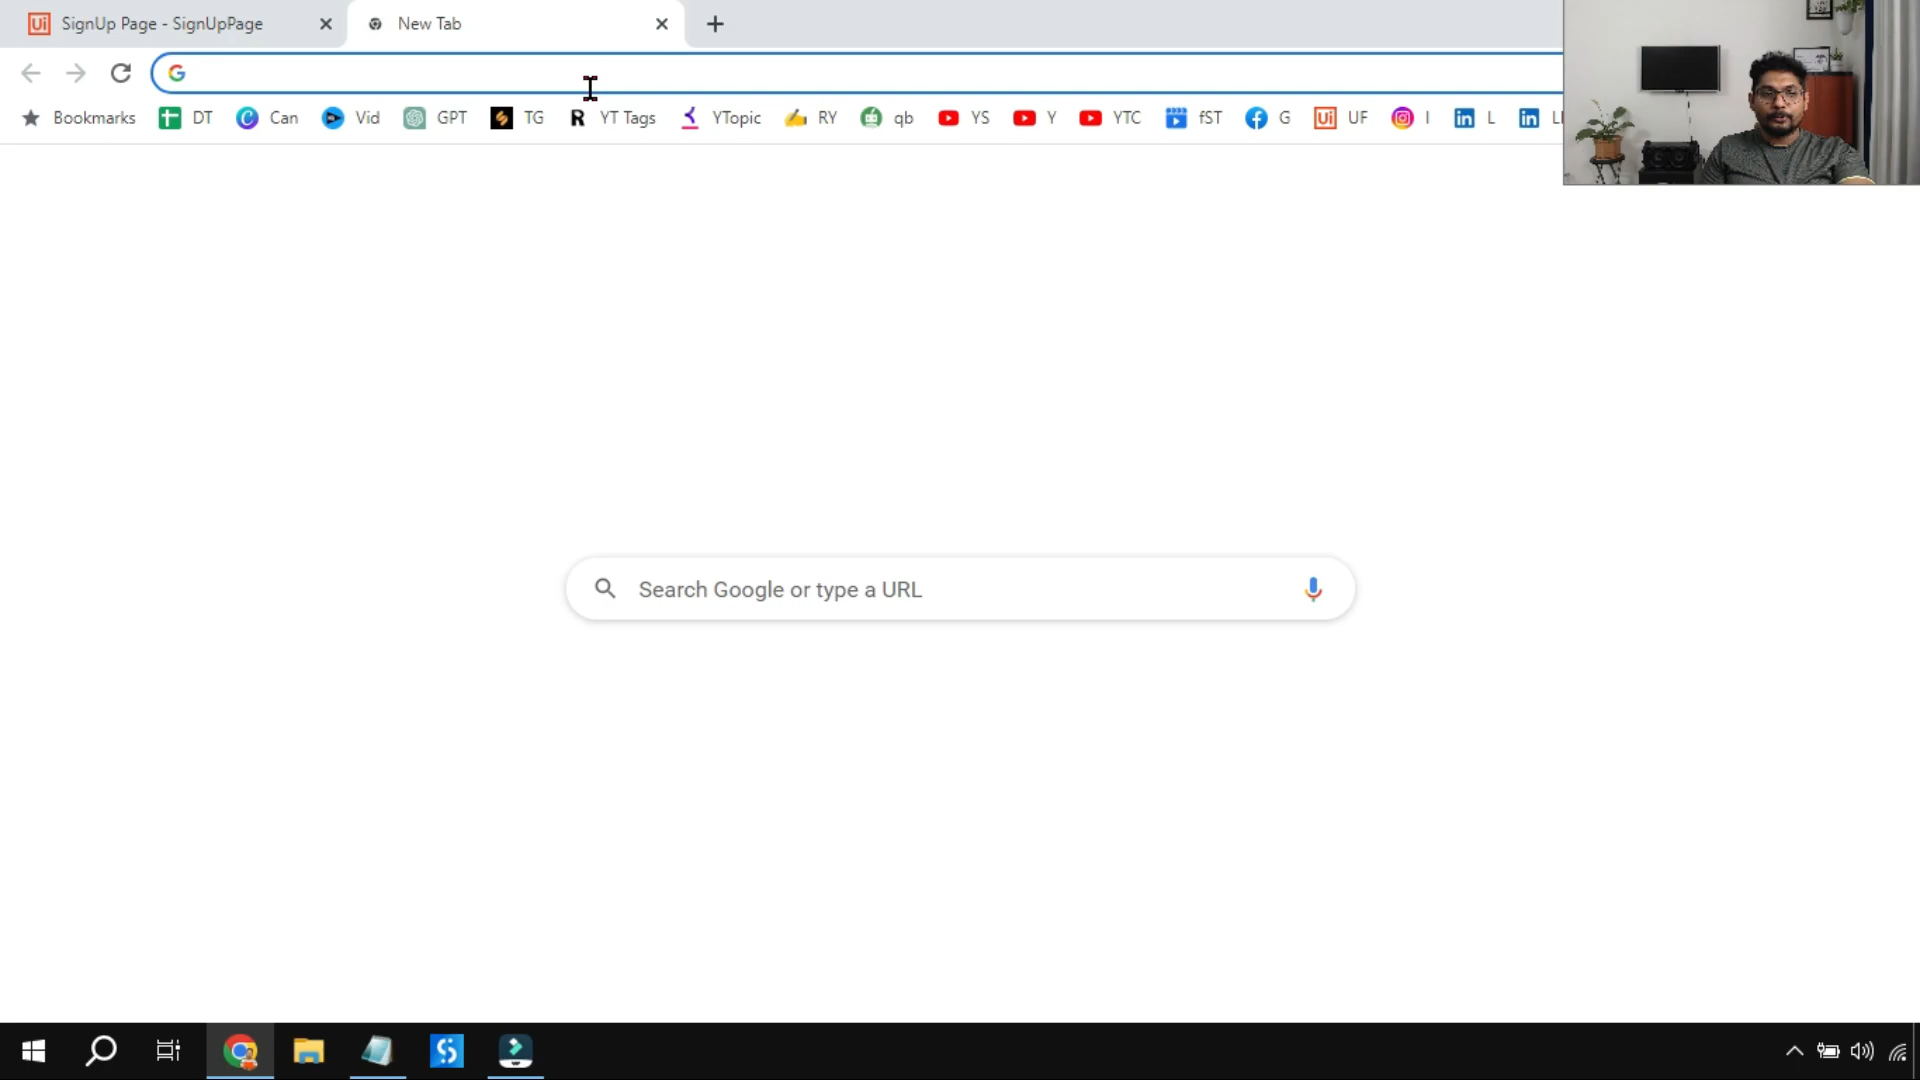 SignUp Page - SignUpPage
New Tab
Bookmarks DT Can Vid GPT TG YT Tags YTopic RY qb YS Y YTC fST G UF I L
Search Google or type a URL